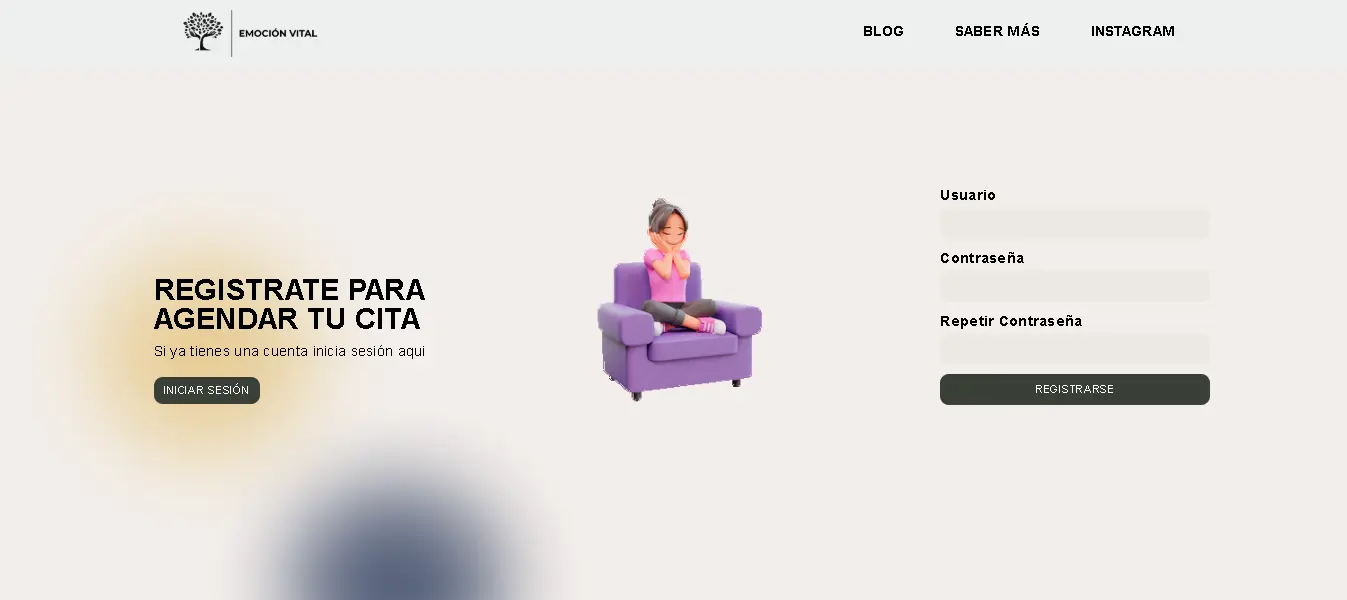 EMOCIÓN VITAL
BLOG
SABER MÁS
INSTAGRAM
REGISTRATE PARA
AGENDAR TU CITA
Si ya tienes una cuenta inicia sesión aqui
INICIAR SESIÓN
Usuario
Contraseña
Repetir Contraseña
REGISTRARSE